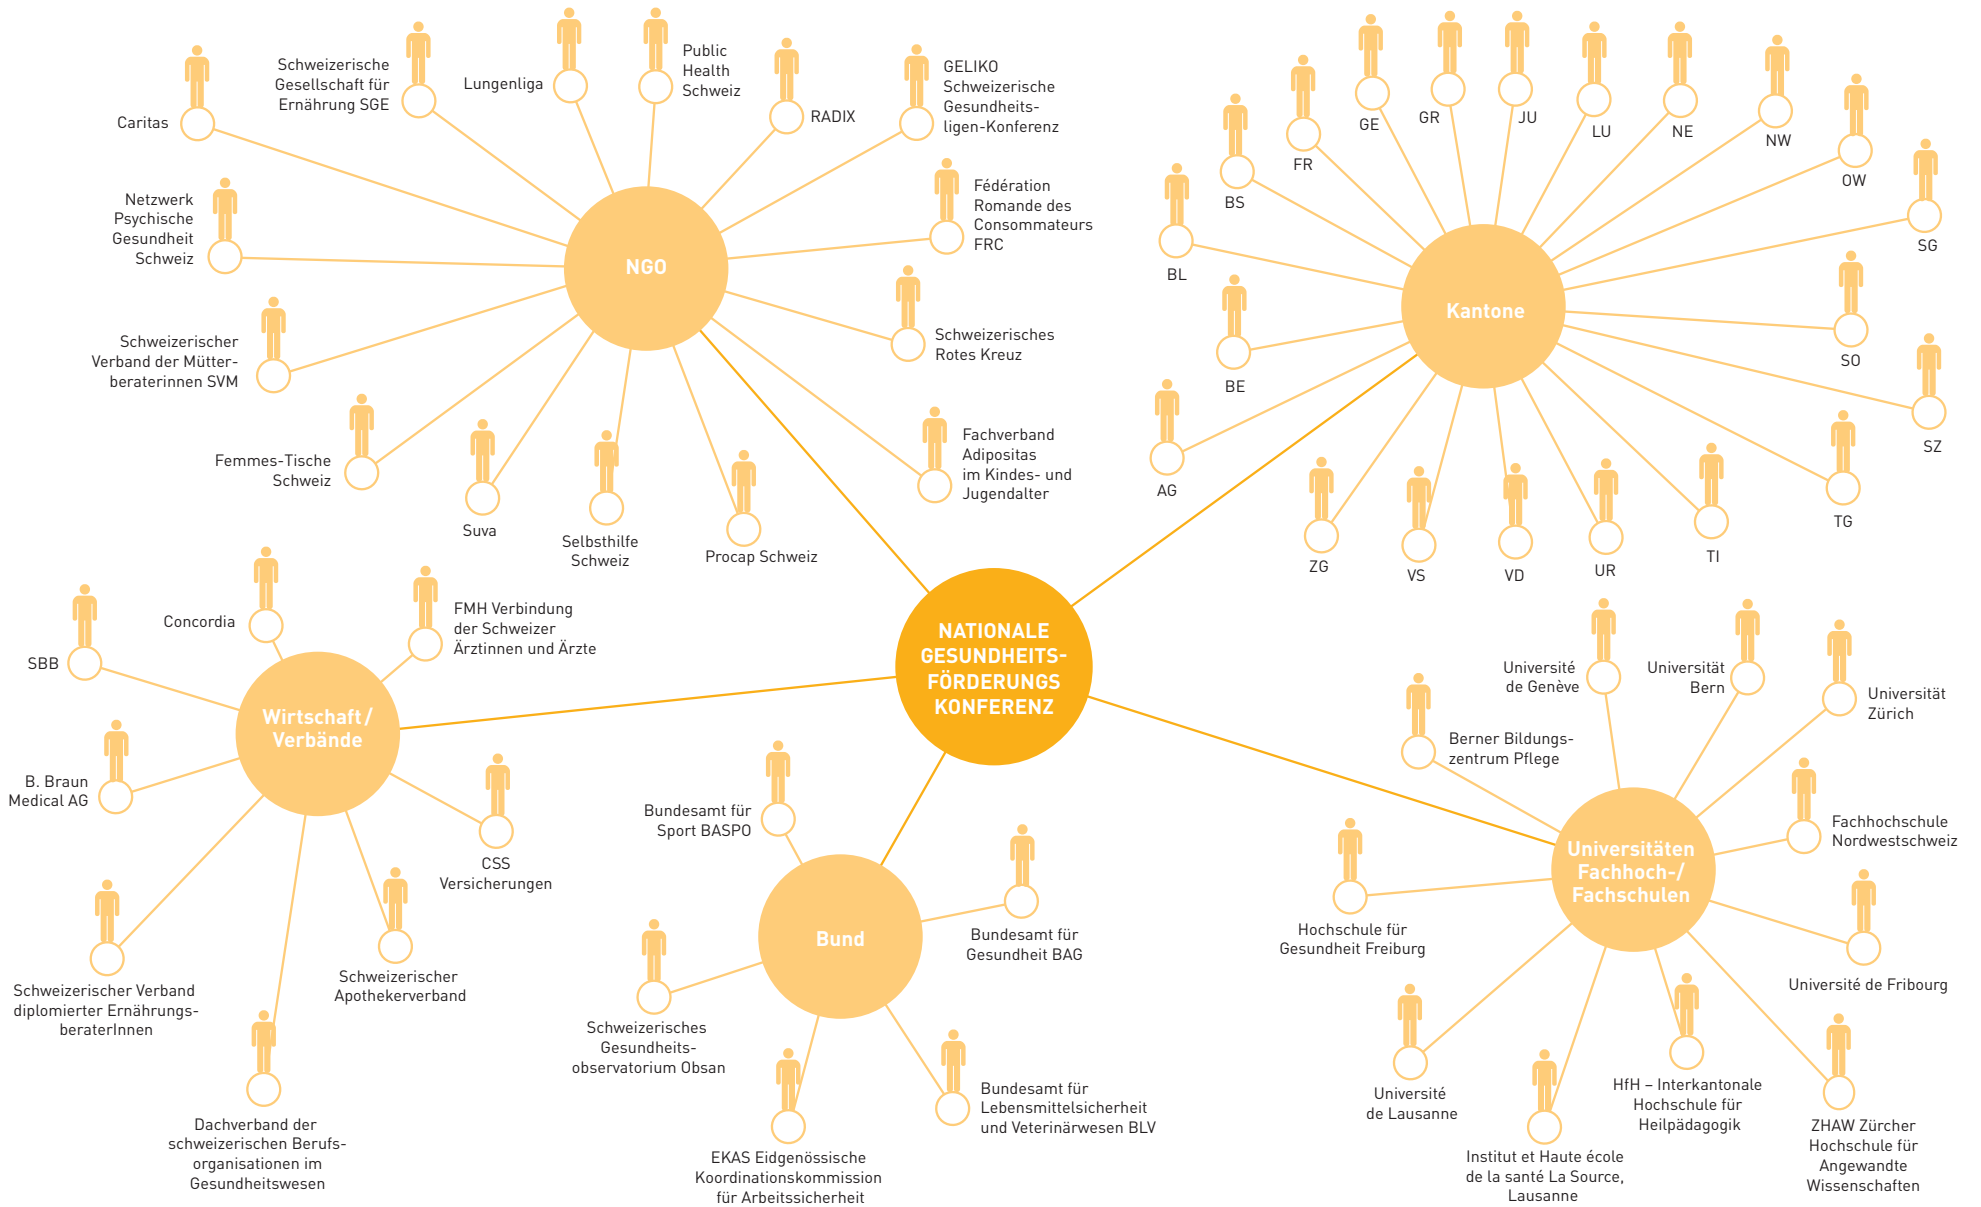 Schweizerische
Gesellschaft für
Ernährung SGE
Lungenliga
Public
Health
Schweiz
RADIX
GELIKO
Schweizerische
Gesundheits-
ligen-Konferenz
Caritas
Netzwerk
Psychische
Gesundheit
Schweiz
NGO
Fédération
Romande des
Consommateurs
FRC
Schweizerischer
Verband der Mütter-
beraterinnen SVM
Schweizerisches
Rotes Kreuz
Femmes-Tische
Schweiz
Suva
Selbsthilfe
Schweiz
Procap Schweiz
Fachverband
Adipositas
im Kindes- und
Jugendalter
GE
GR
JU
LU
NE
NW
OW
FR
BS
SG
BL
Kantone
BE
SO
SZ
AG
ZG
VS
VD
UR
TI
TG
NATIONALE
GESUNDHEITS-
FÖRDERUNGS
KONFERENZ
Concordia
FMH Verbindung
der Schweizer
Ärztinnen und Ärzte
SBB
Wirtschaft/
Verbände
B. Braun
Medical AG
CSS
Versicherungen
Schweizerischer
Apothekerverband
Schweizerischer Verband
diplomierter Ernährungs-
beraterInnen
Dachverband der
schweizerischen Berufs-
organisationen im
Gesundheitswesen
Bundesamt für
Sport BASPO
Bund
Bundesamt für
Gesundheit BAG
Schweizerisches
Gesundheits-
observatorium Obsan
EKAS Eidgenössische
Koordinationskommission
für Arbeitssicherheit
Bundesamt für
Lebensmittelsicherheit
und Veterinärwesen BLV
Université
de Genève
Universität
Bern
Universität
Zürich
Berner Bildungs-
zentrum Pflege
Fachhochschule
Nordwestschweiz
Universitäten
Fachhoch-/
Fachschulen
Hochschule für
Gesundheit Freiburg
Université de Fribourg
Université
de Lausanne
HfH – Interkantonale
Hochschule für
Heilpädagogik
Institut et Haute école
de la santé La Source,
Lausanne
ZHAW Zürcher
Hochschule für
Angewandte
Wissenschaften